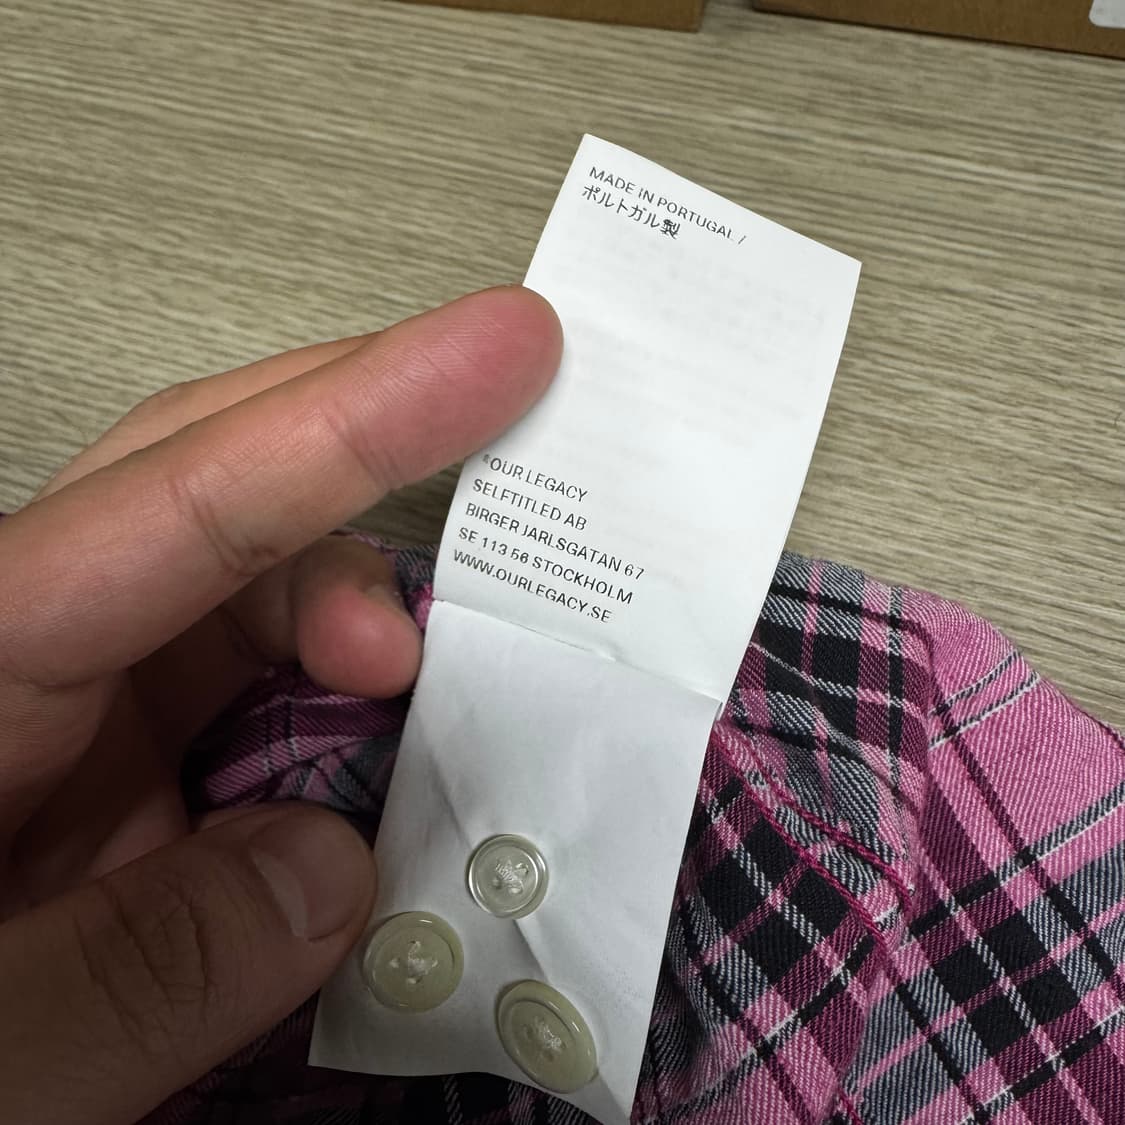 MADE IN PORTUGAL /
ポルトガル製
OUR LEGACY
SELFTITLED AB
BIRGER JARLSGATAN 67
SE 113 56 STOCKHOLM
WWW.OURLEGACY.SE